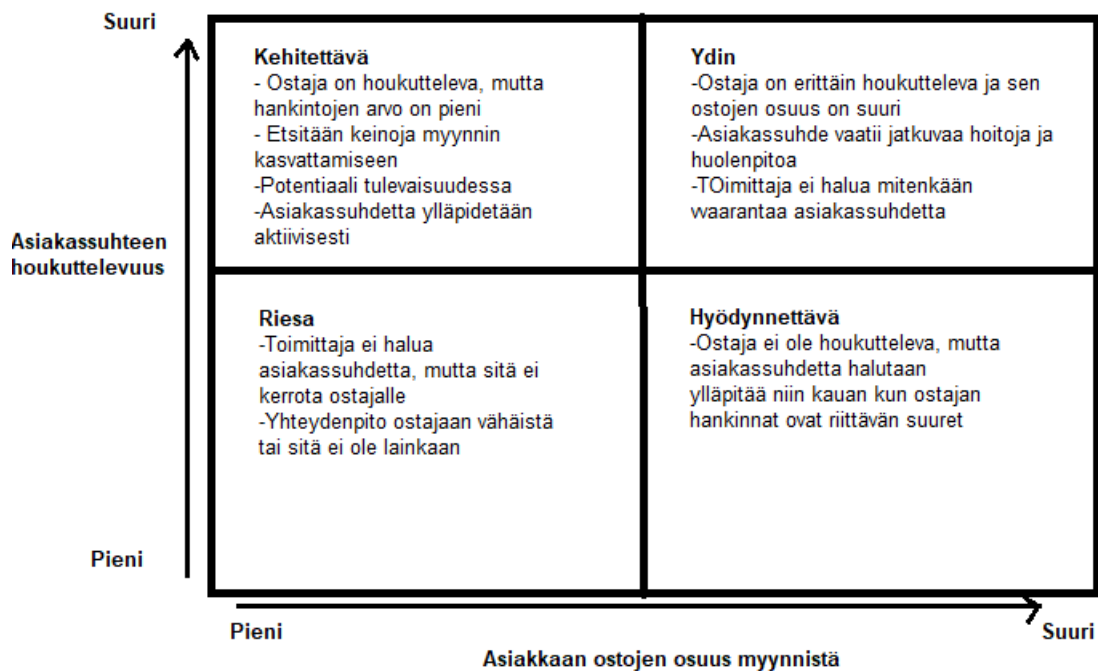 Suuri
Kehitettävä
- Ostaja on houkutteleva, mutta
hankintojen arvo on pieni
- Etsitään keinoja myynnin
kasvattamiseen
-Potentiaali tulevaisuudessa
-Asiakassuhdetta ylläpidetään
aktiivisesti
Ydin
-Ostaja on erittäin houkutteleva ja sen
ostojen osuus on suuri
-Asiakassuhde vaatii jatkuvaa hoitoja ja
huolenpitoa
-TOimittaja ei halua mitenkään
waarantaa asiakassuhdetta
Asiakassuhteen
houkuttelevuus
Riesa
-Toimittaja ei halua
asiakassuhdetta, mutta sitä ei
kerrota ostajalle
-Yhteydenpito ostajaan vähäistä
tai sitä ei ole lainkaan
Hyödynnettävä
-Ostaja ei ole houkutteleva, mutta
asiakassuhdetta halutaan
ylläpitää niin kauan kun ostajan
hankinnat ovat riittävän suuret
Pieni
Pieni
Suuri
Asiakkaan ostojen osuus myynnistä